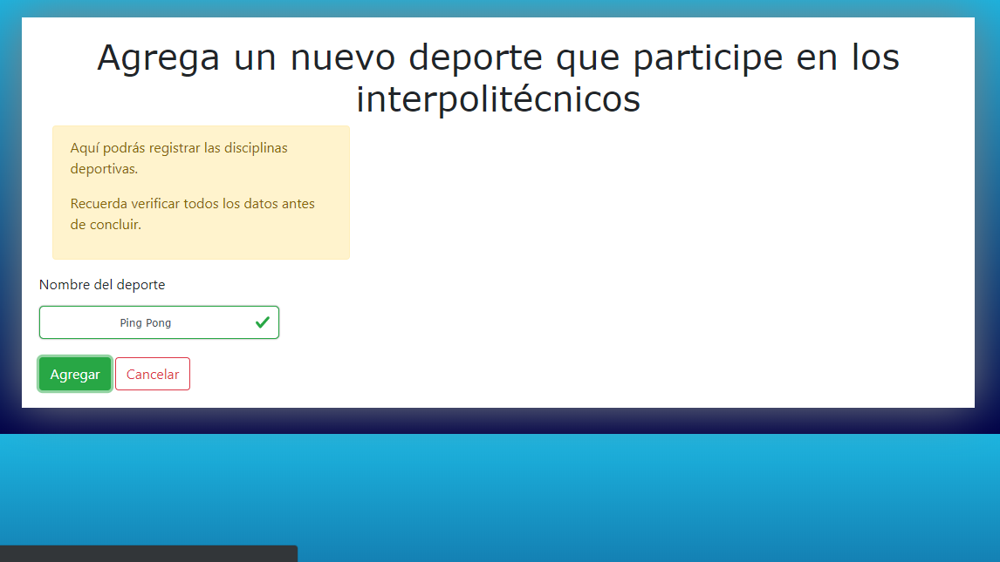 Agrega un nuevo deporte que participe en los
interpolitécnicos
Aquí podrás registrar las disciplinas
deportivas.
Recuerda verificar todos los datos antes
de concluir.
Nombre del deporte
Ping Pong
Agregar Cancelar